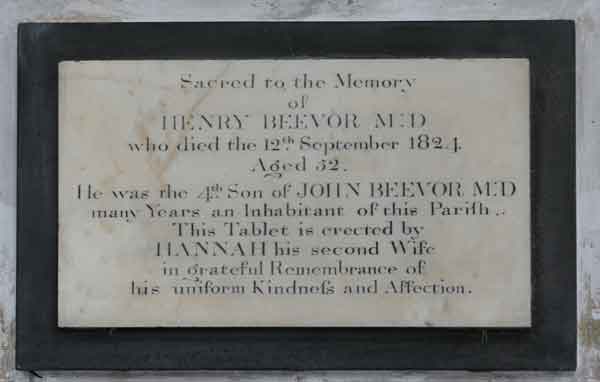 Sacred to the Memory
of
HENRY BEEVOR M:D
who died the 12th September 1824.
Aged 52.
He was the 4th Son of JOHN BEEVOR M:D
many Years an Inhabitant of this Pariſh.
This Tablet is erected by
HANNAH his second Wife
in grateful Remembrance of
his uniform Kindneſs and Affection.